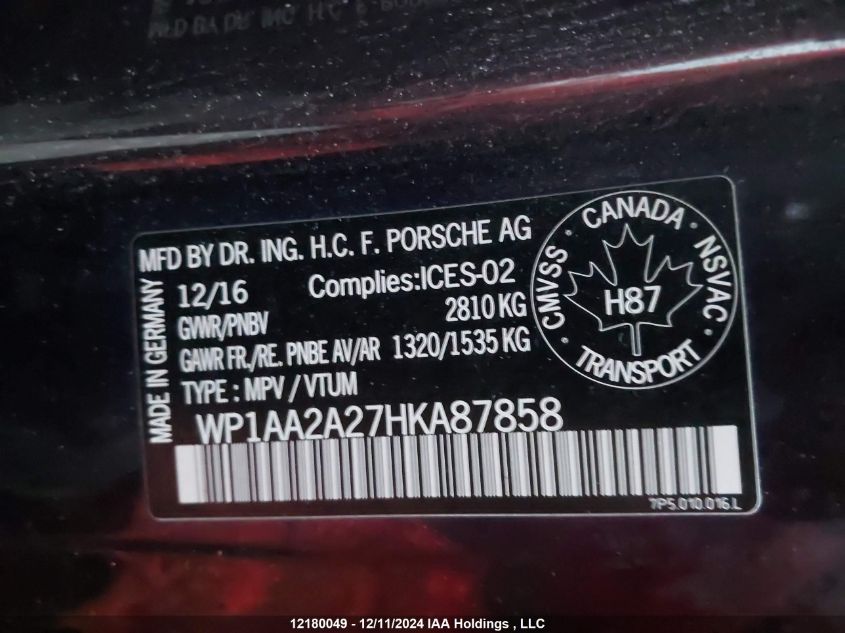 MFD BY DR. ING. H.C. F. PORSCHE AG
12/16 Complies:ICES-02
GVWR/PNBV 2810 KG
GAWR FR./RE. PNBE AV/AR 1320/1535 KG
TYPE : MPV / VTUM
WP1AA2A27HKA87858
MADE IN GERMANY
CANADA
CMVSS · NSVAC
H87
TRANSPORT
7P5.010.016.L
12180049 - 12/11/2024 IAA Holdings , LLC